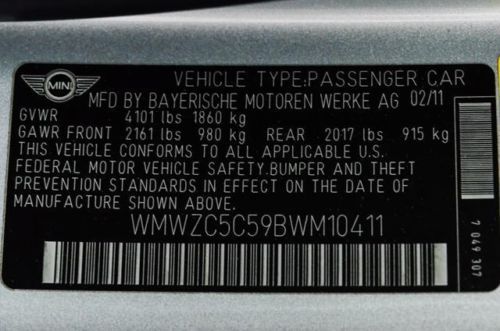 MINI
VEHICLE TYPE:PASSENGER CAR
MFD BY BAYERISCHE MOTOREN WERKE AG 02/11
GVWR 4101 lbs 1860 kg
GAWR FRONT 2161 lbs 980 kg REAR 2017 lbs 915 kg
THIS VEHICLE CONFORMS TO ALL APPLICABLE U.S.
FEDERAL MOTOR VEHICLE SAFETY.BUMPER AND THEFT
PREVENTION STANDARDS IN EFFECT ON THE DATE OF
MANUFACTURE SHOWN ABOVE.
WMWZC5C59BWM10411
7 049 307